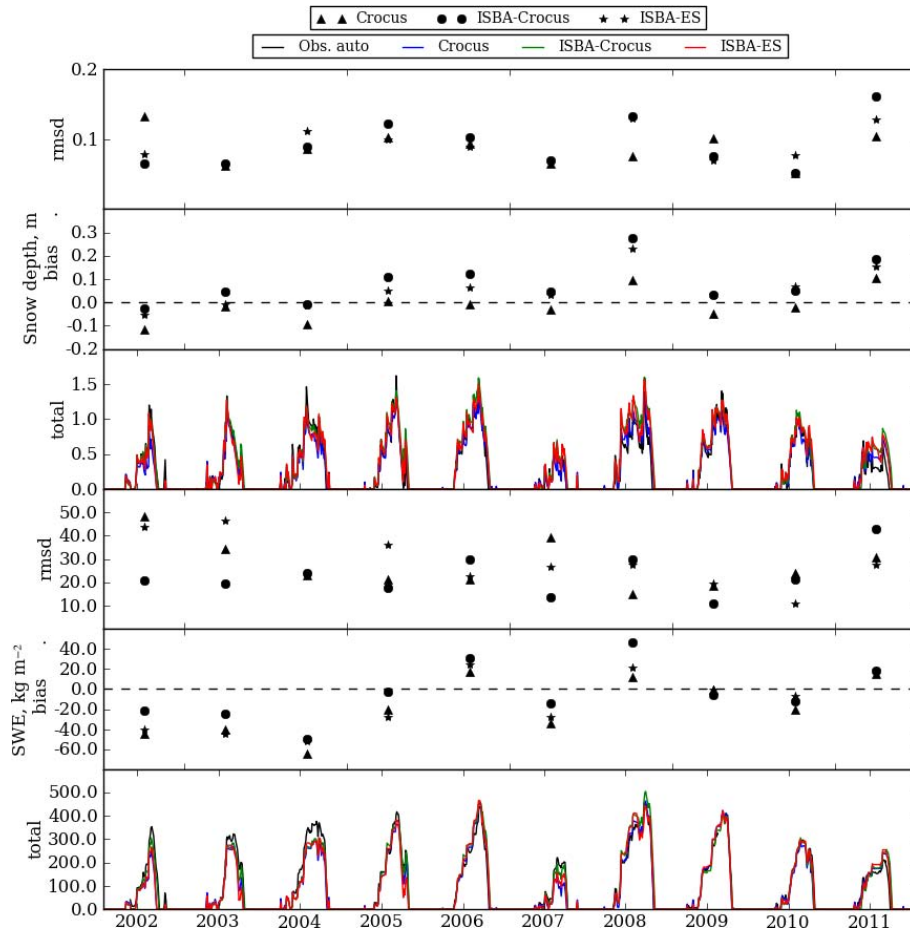 Crocus ISBA-Crocus ISBA-ES
Obs. auto Crocus ISBA-Crocus ISBA-ES
0.2
0.1
rmsd
0.3
0.2
0.1
0.0
-0.1
-0.2
Snow depth, m
bias
1.5
1.0
0.5
0.0
total
50.0
40.0
30.0
20.0
10.0
rmsd
40.0
20.0
0.0
-20.0
-40.0
-60.0
SWE, kg m⁻²
bias
500.0
400.0
300.0
200.0
100.0
0.0
total
2002 2003 2004 2005 2006 2007 2008 2009 2010 2011